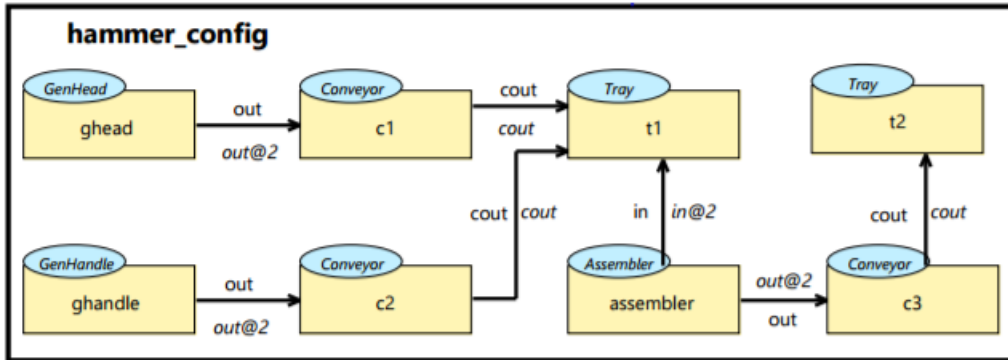 hammer_config
GenHead
ghead
out
out@2
Conveyor
c1
cout
cout
Tray
t1
Tray
t2
GenHandle
ghandle
out
out@2
Conveyor
c2
cout
cout
in
in@2
Assembler
assembler
out@2
out
Conveyor
c3
cout
cout